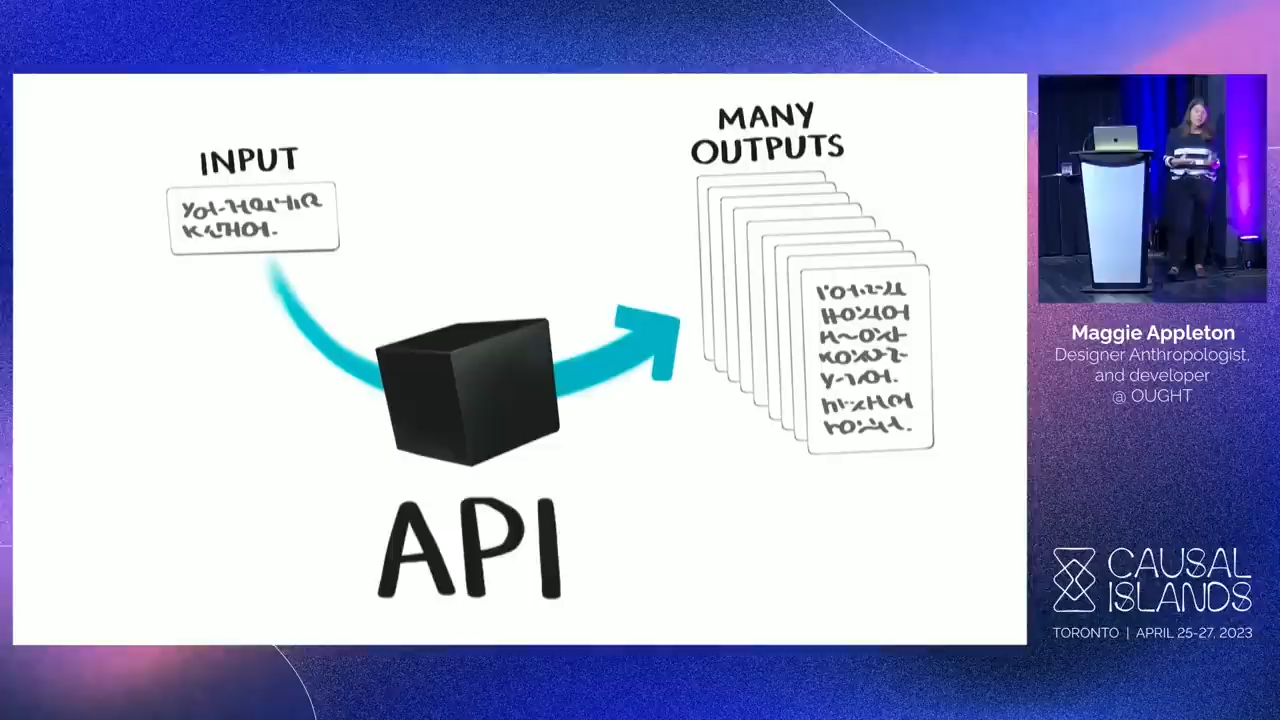 INPUT
MANY
OUTPUTS
API
Maggie Appleton
Designer Anthropologist,
and developer
@ OUGHT
CAUSAL
ISLANDS
TORONTO | APRIL 25-27, 2023